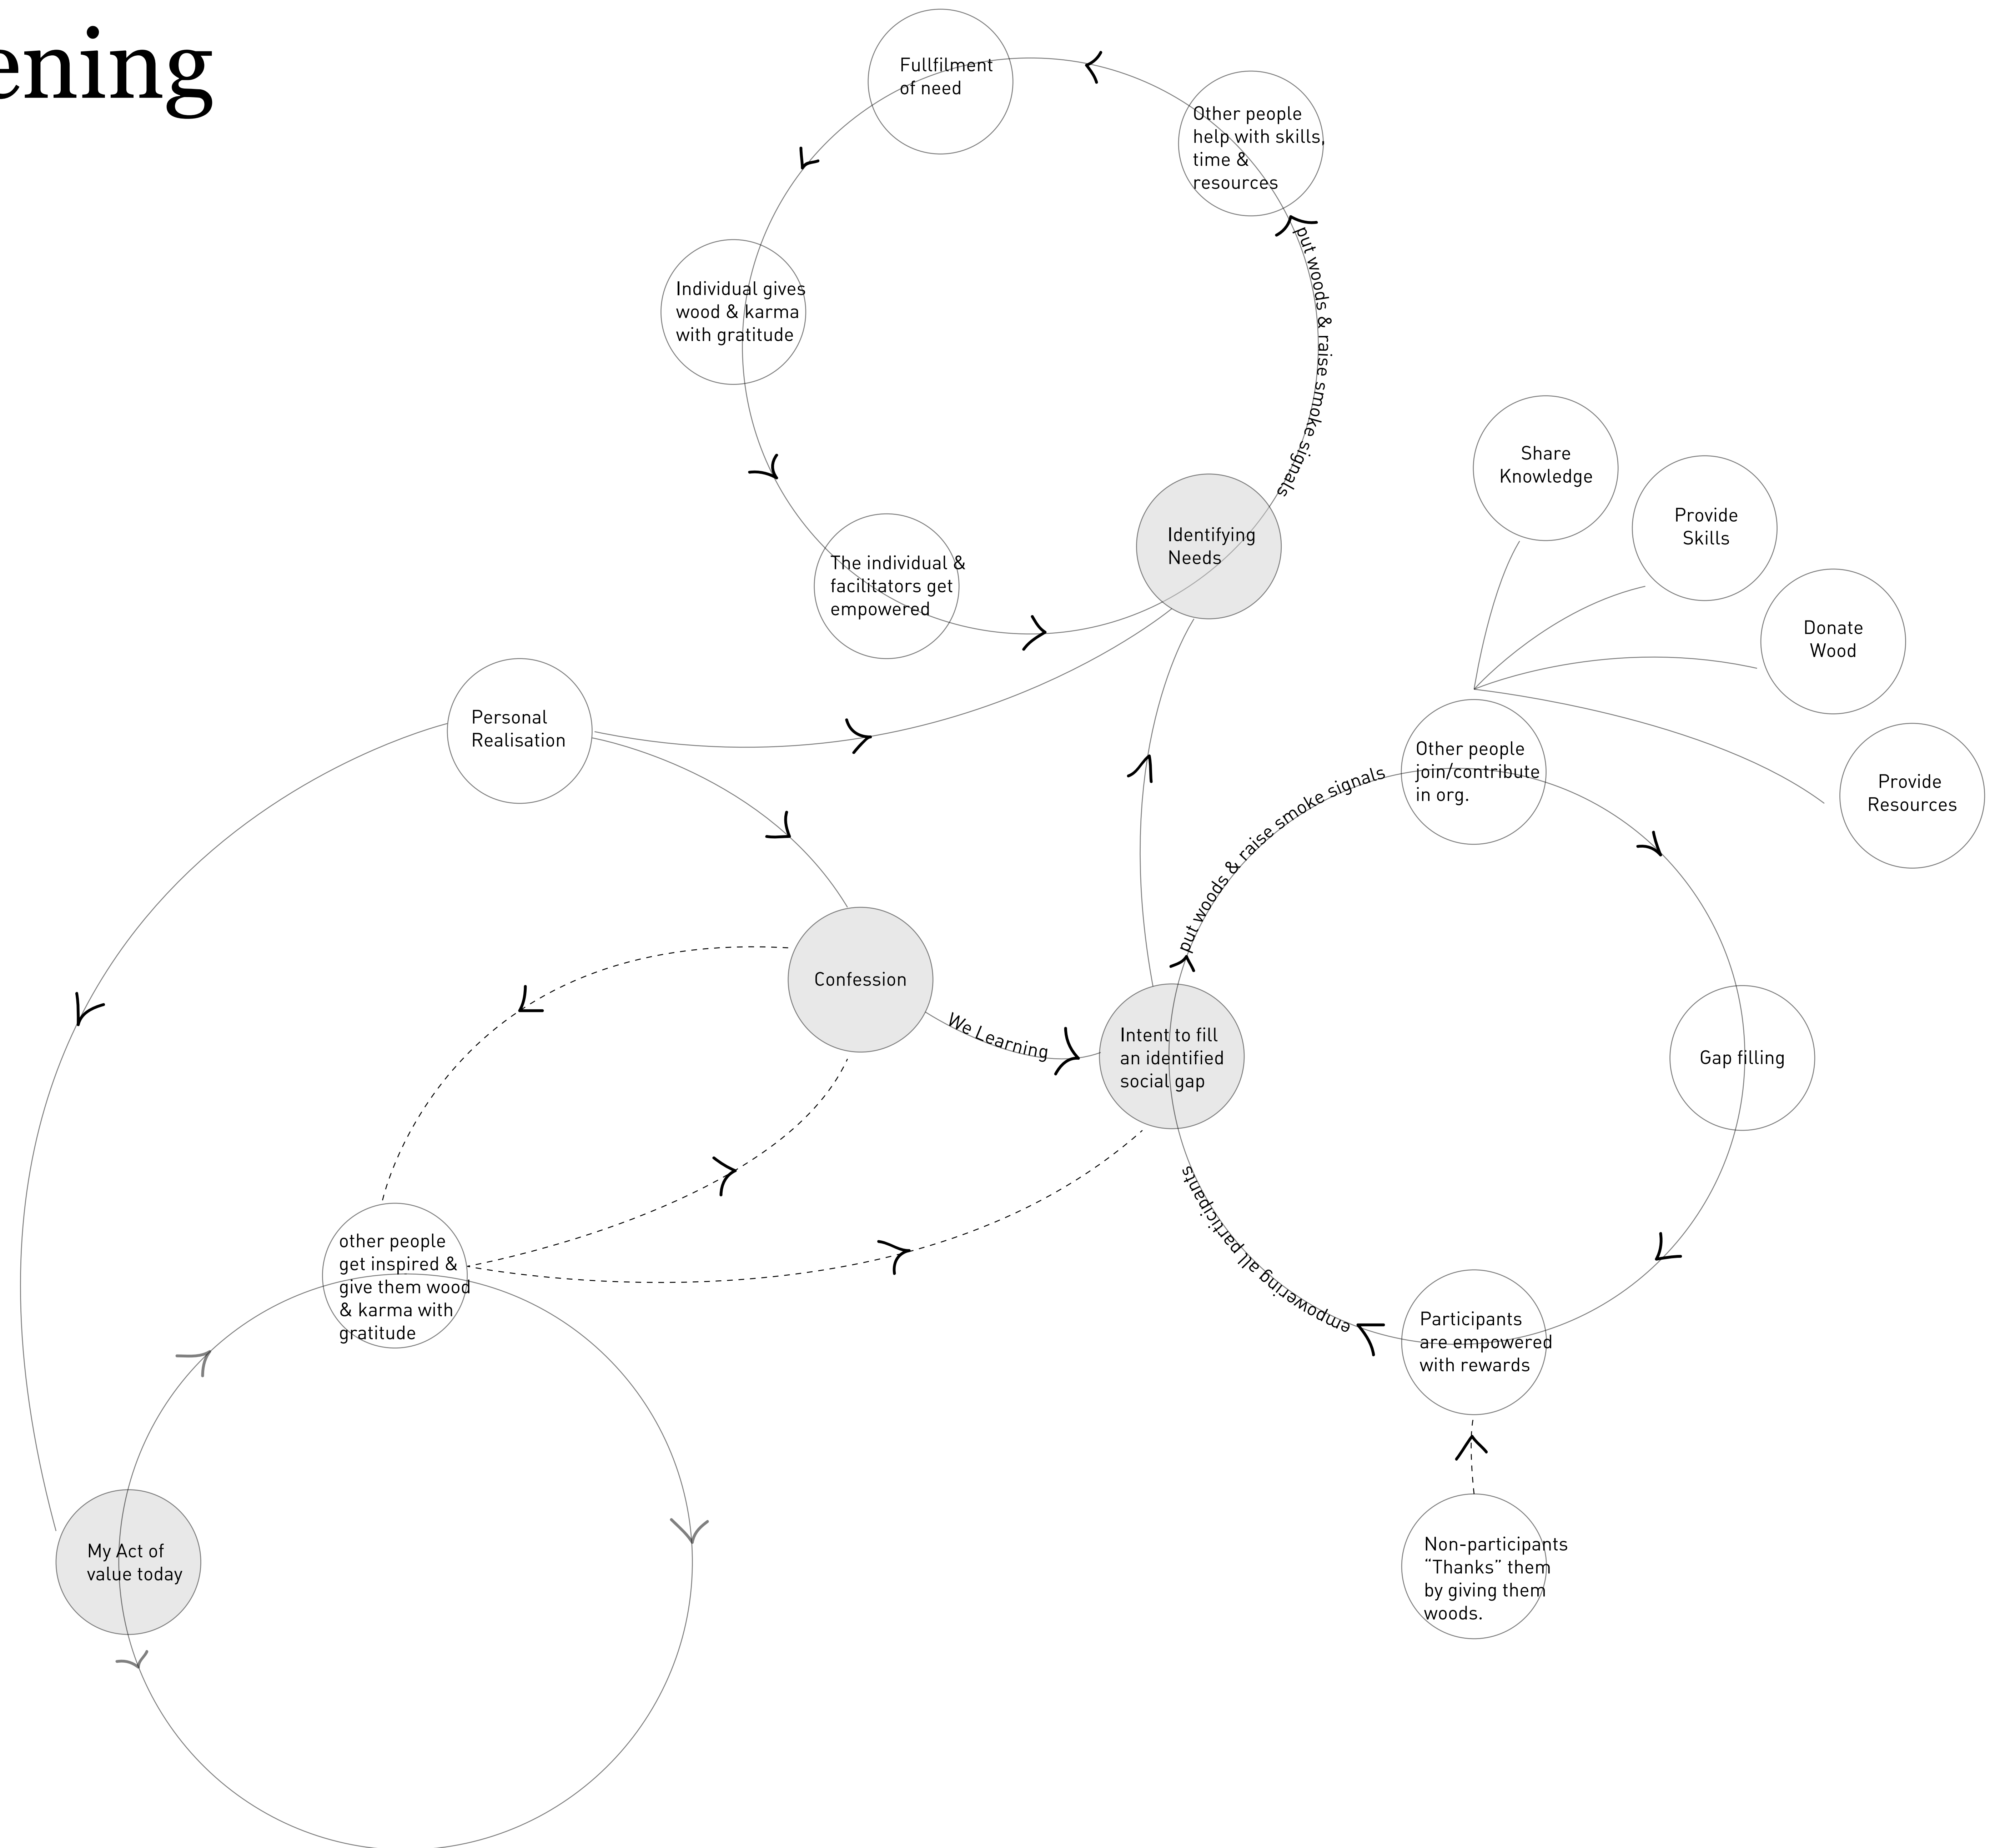 ening
Fullfilment
of need
Other people
help with skills,
time &
resources
Individual gives
wood & karma
with gratitude
put woods & raise smoke signals
The individual &
facilitators get
empowered
Identifying
Needs
Share
Knowledge
Provide
Skills
Donate
Wood
Provide
Resources
Personal
Realisation
Other people
join/contribute
in org.
put woods & raise smoke signals
Confession
We Learning
Intent to fill
an identified
social gap
Gap filling
empowering all participants
other people
get inspired &
give them wood
& karma with
gratitude
Participants
are empowered
with rewards
My Act of
value today
Non-participants
“Thanks” them
by giving them
woods.